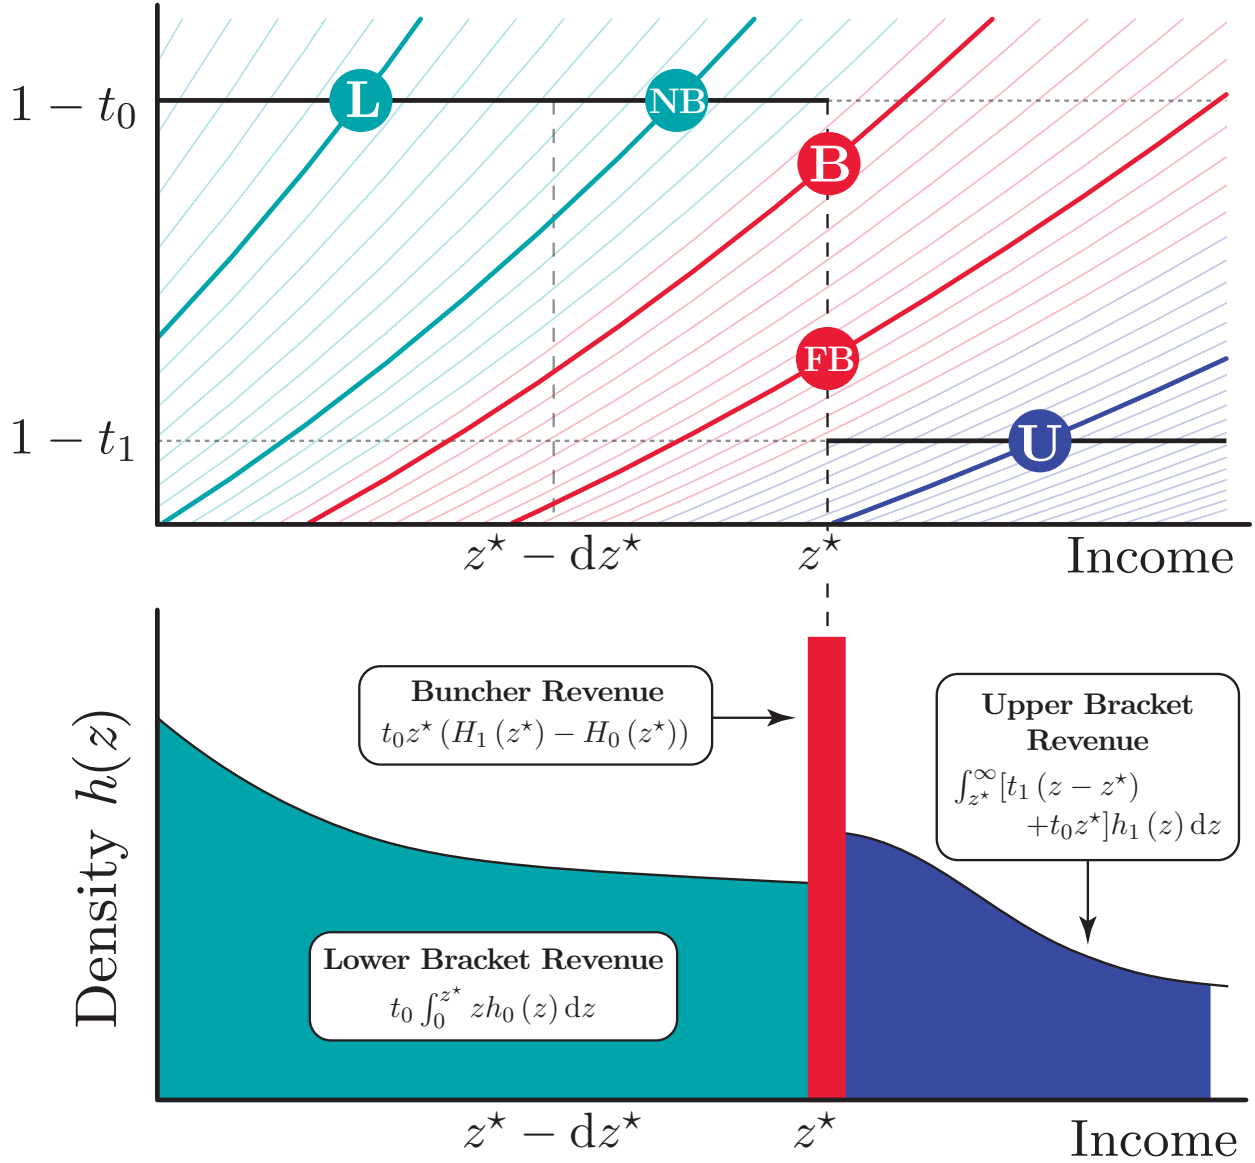 1 − t₀
L
NB
B
FB
1 − t₁
U
z⋆ − dz⋆
z⋆
Income
Density h(z)
Buncher Revenue
t₀z⋆ (H₁ (z⋆) − H₀ (z⋆))
Upper Bracket
Revenue
∫_{z⋆}^{∞}[t₁ (z − z⋆)
+t₀z⋆]h₁ (z) dz
Lower Bracket Revenue
t₀ ∫_{0}^{z⋆} zh₀ (z) dz
z⋆ − dz⋆
z⋆
Income